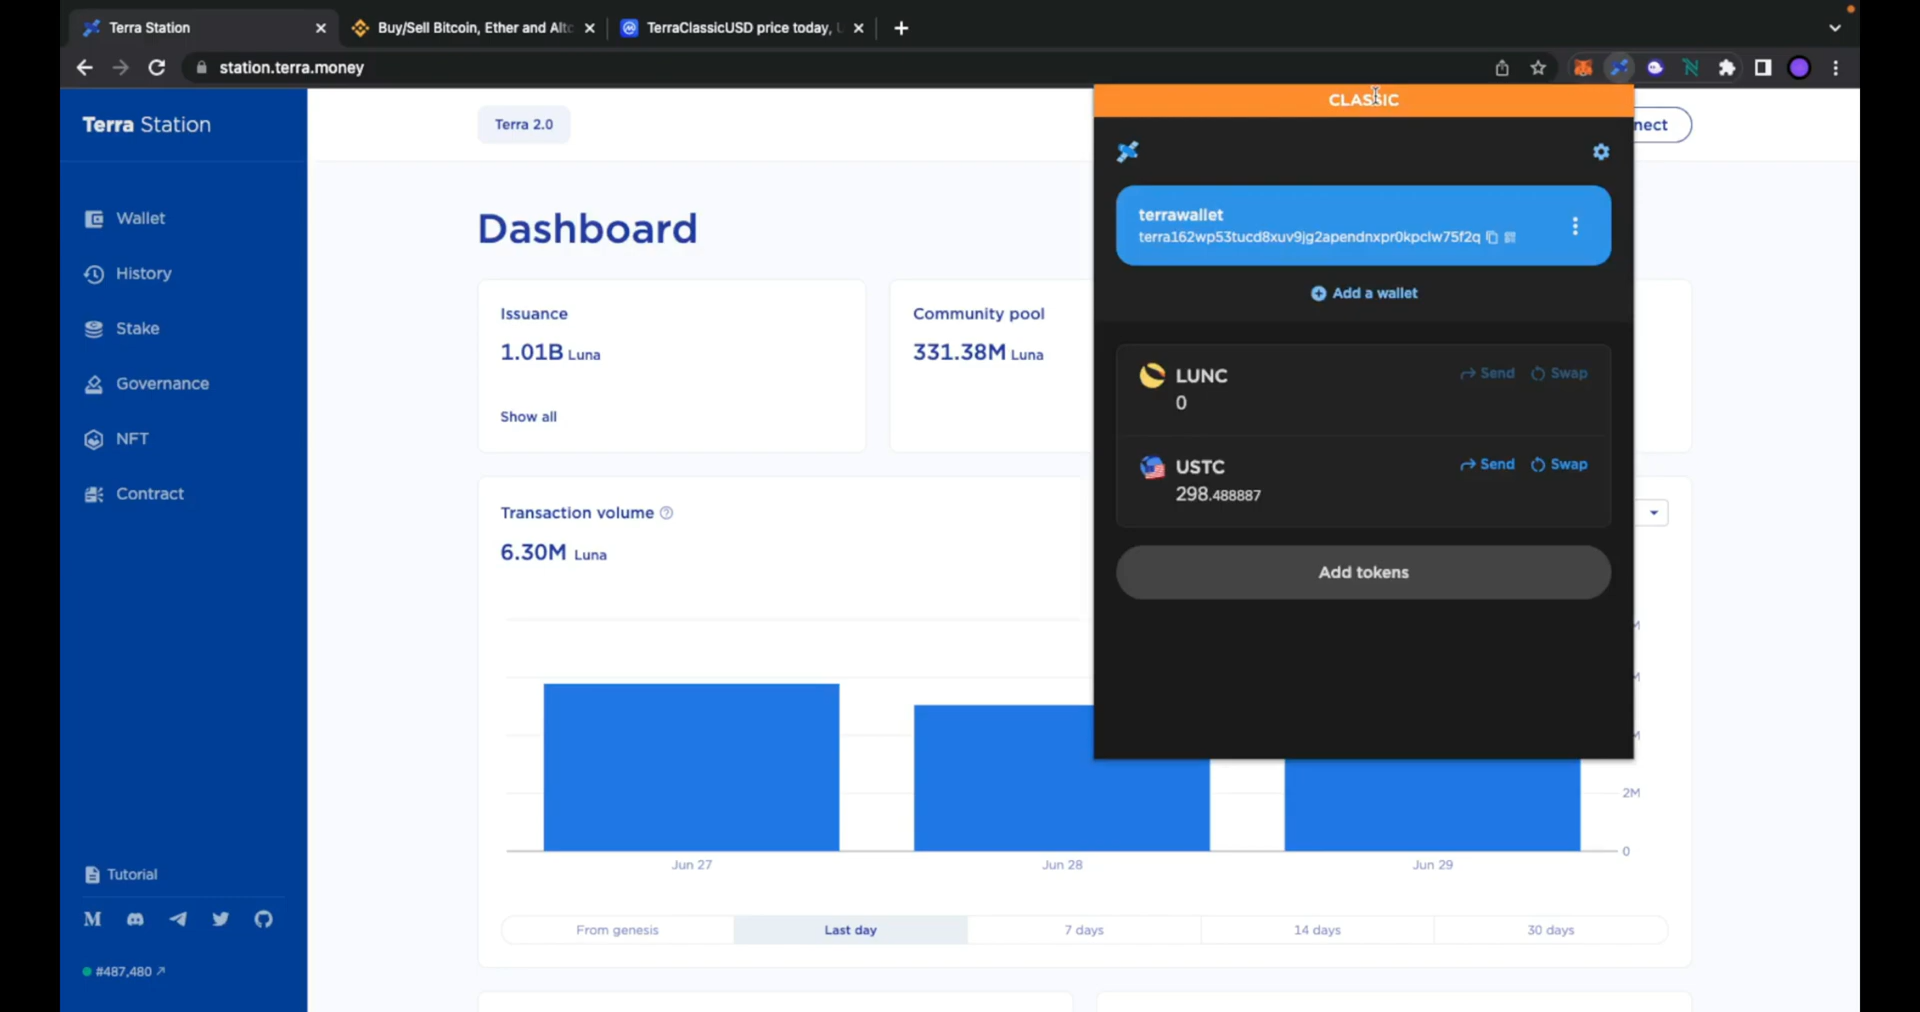 Terra Station
Buy/Sell Bitcoin, Ether and Altc
TerraClassicUSD price today,
station.terra.money
Terra Station
Wallet
History
Stake
Governance
NFT
Contract
Tutorial
#487,480
Terra 2.0
nect
Dashboard
Issuance
1.01B Luna
Show all
Community pool
331.38M Luna
Transaction volume
6.30M Luna
2M
0
Jun 27
Jun 28
Jun 29
From genesis
Last day
7 days
14 days
30 days
CLASSIC
terrawallet
terra162wp53tucd8xuv9jg2apendnxpr0kpclw75f2q
Add a wallet
LUNC
0
Send
Swap
USTC
298.488887
Send
Swap
Add tokens